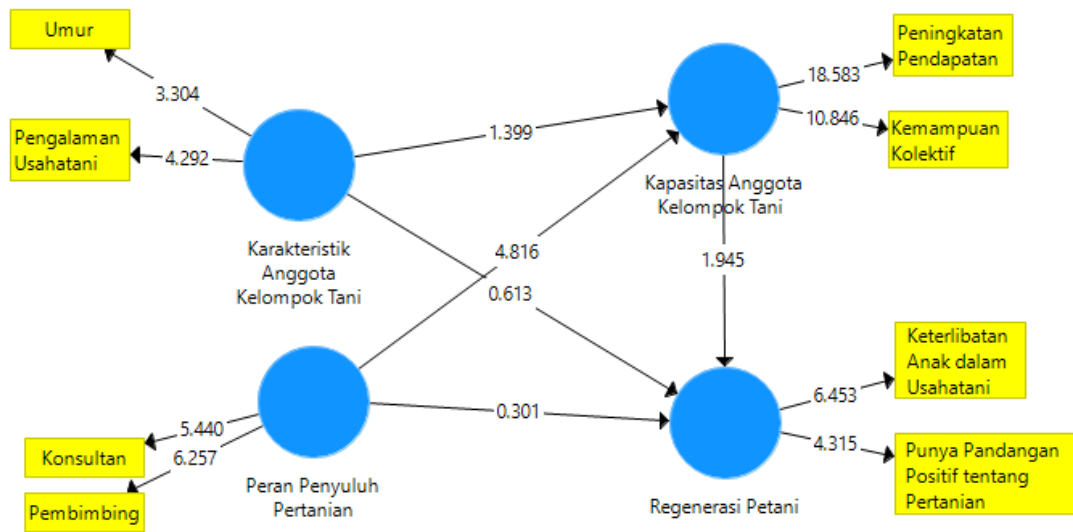 Umur
3.304
Pengalaman
Usahatani
4.292
Karakteristik
Anggota
Kelompok Tani
1.399
4.816
0.613
Kapasitas Anggota
Kelompok Tani
18.583
Peningkatan
Pendapatan
10.846
Kemampuan
Kolektif
1.945
Konsultan
5.440
6.257
Pembimbing
Peran Penyuluh
Pertanian
0.301
Regenerasi Petani
6.453
Keterlibatan
Anak dalam
Usahatani
4.315
Punya Pandangan
Positif tentang
Pertanian